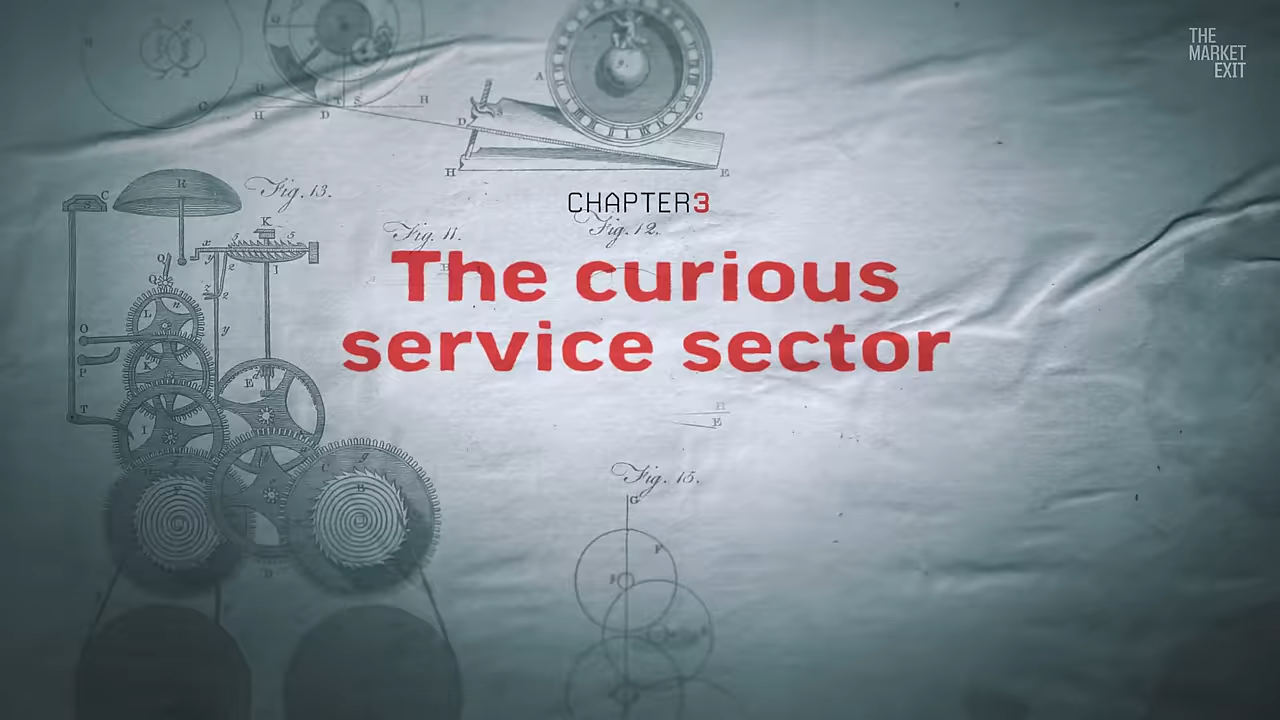 THE
MARKET
EXIT
CHAPTER3
Fig. 13.
Fig. 11.
Fig. 12.
The curious
service sector
Fig. 15.